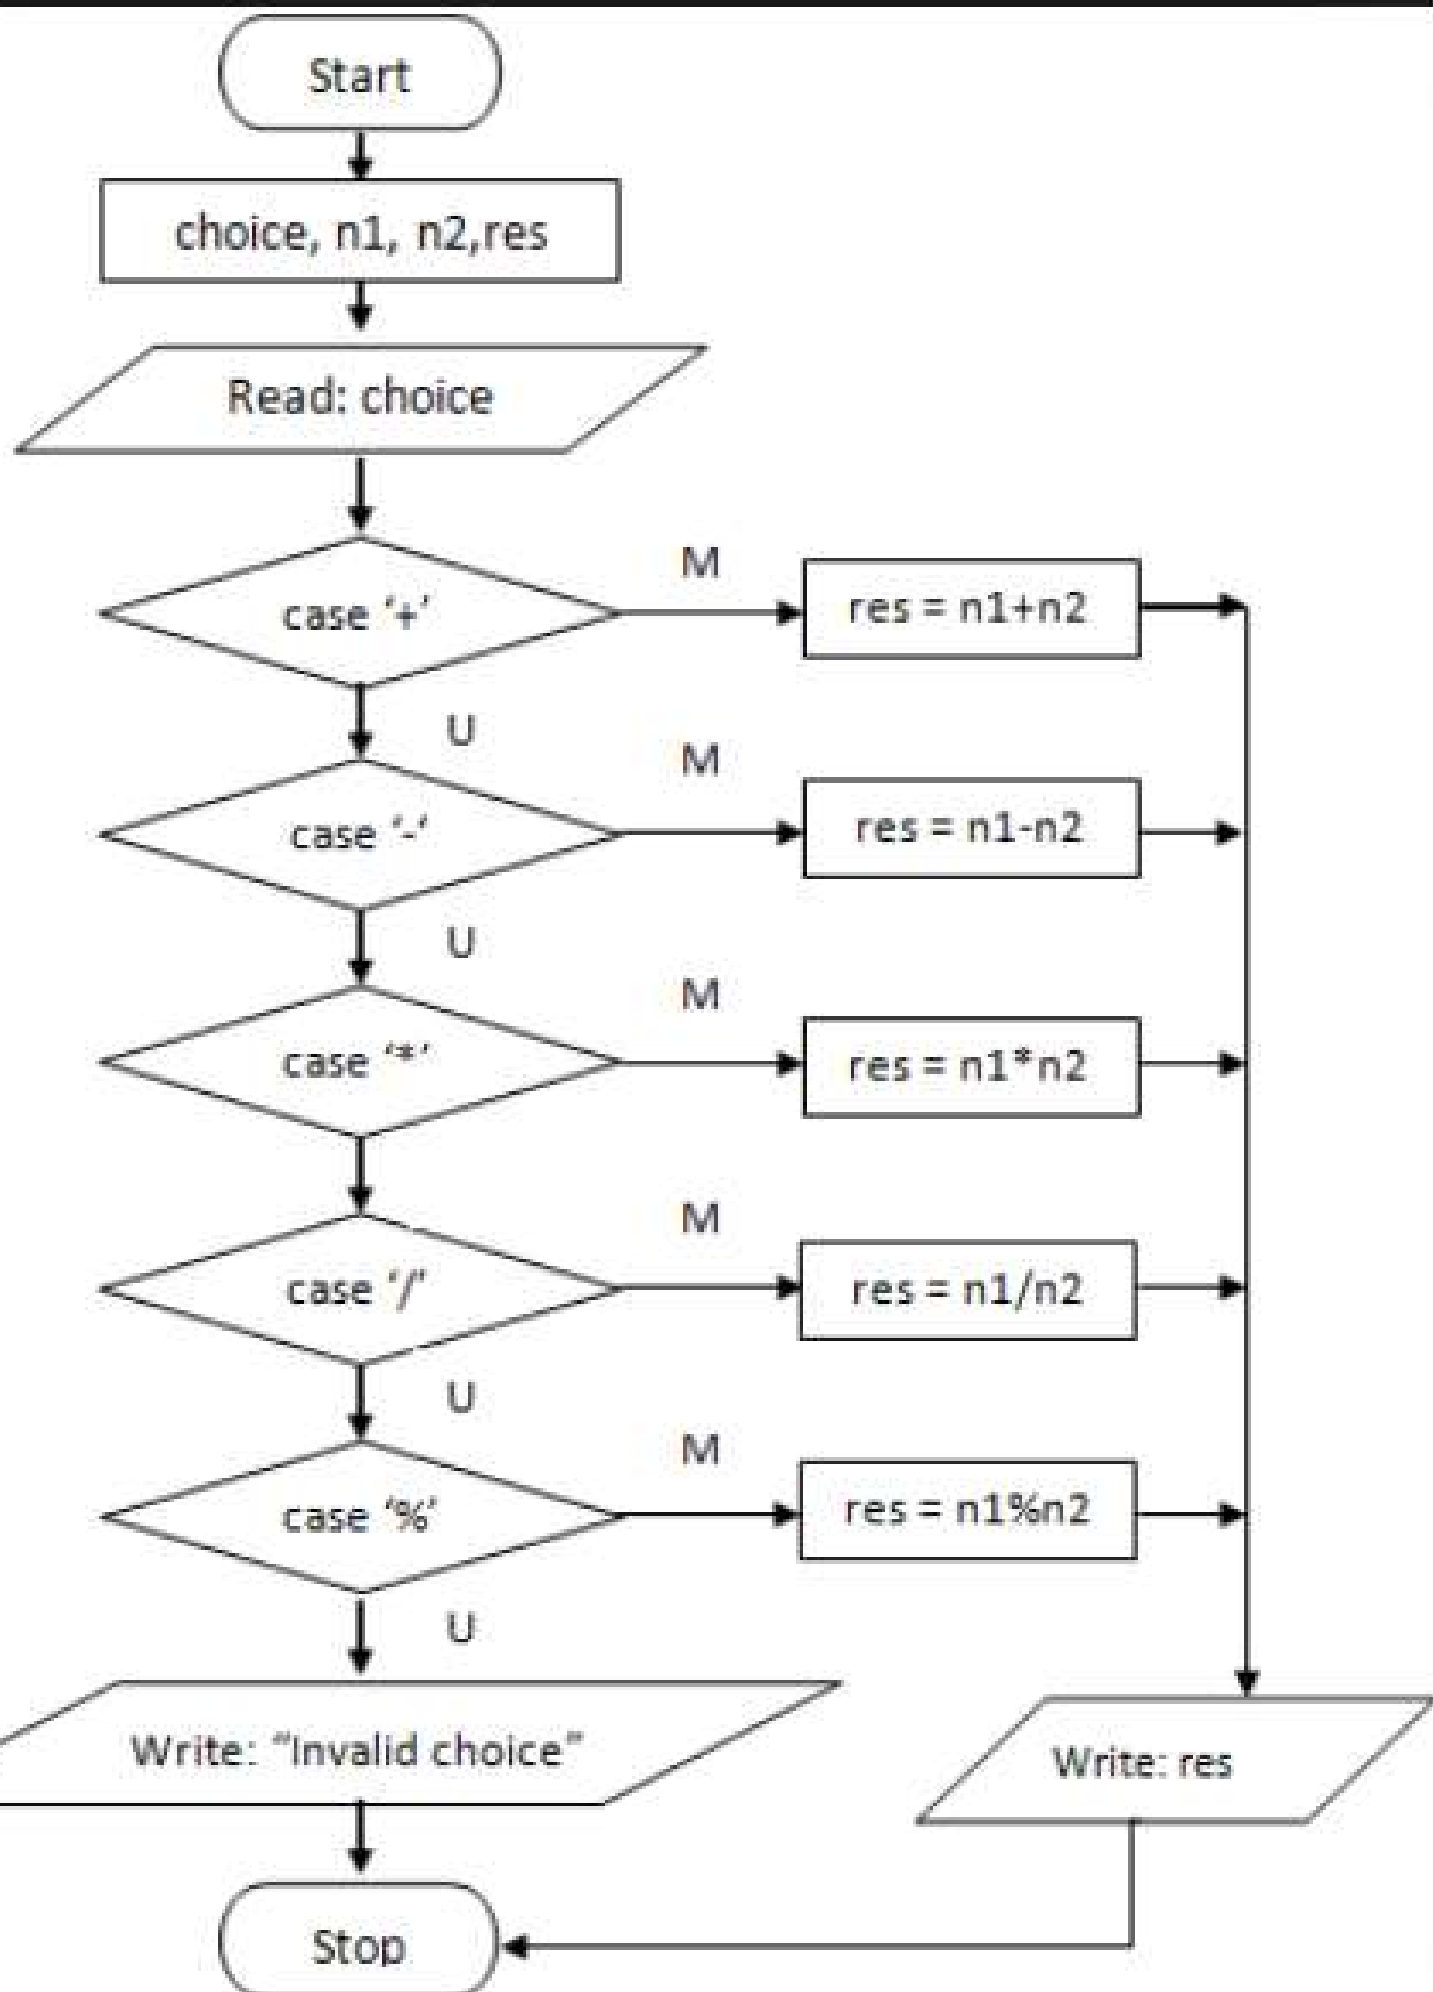 Start
choice, n1, n2,res
Read: choice
M
case ‘+’
res = n1+n2
U
M
case ‘-‘
res = n1-n2
U
M
case ‘*’
res = n1*n2
M
case ‘/’
res = n1/n2
U
M
case ‘%’
res = n1%n2
U
Write: “Invalid choice”
Write: res
Stop